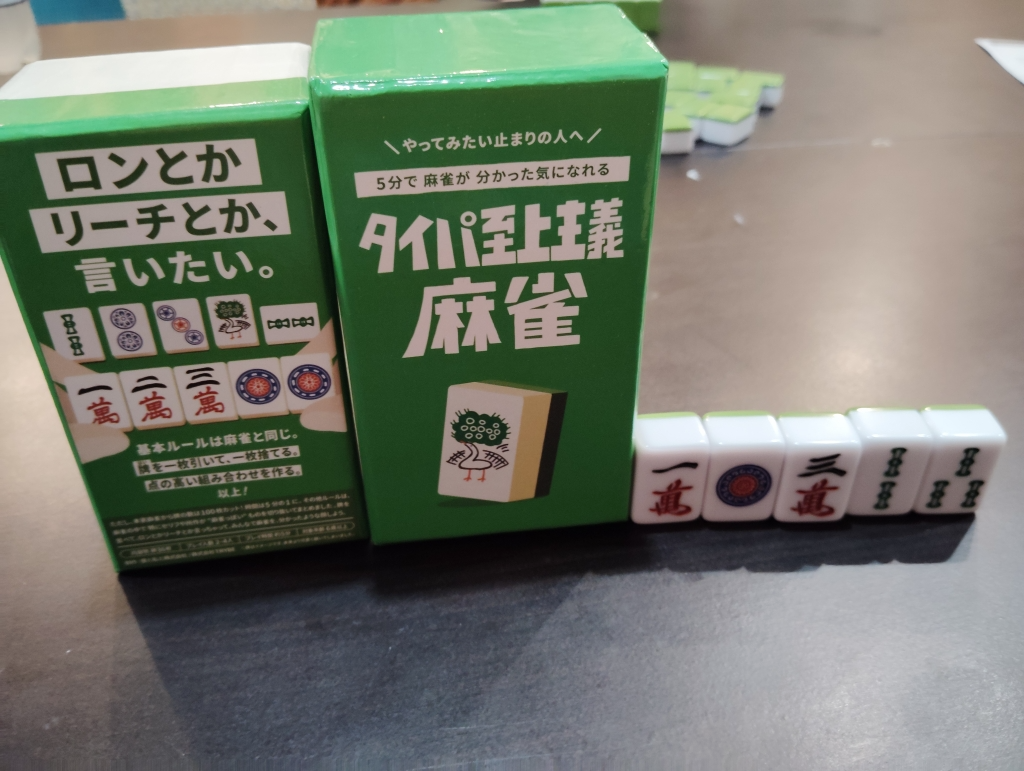 ロンとか
リーチとか、
言いたい。
一萬 二萬 三萬
基本ルールは麻雀と同じ。
牌を一枚引いて、一枚捨てる。
点の高い組み合わせを作る。
以上!
\ やってみたい止まりの人へ /
5分で 麻雀が 分かった気になれる
タイパ至上主義
麻雀
一萬 三萬